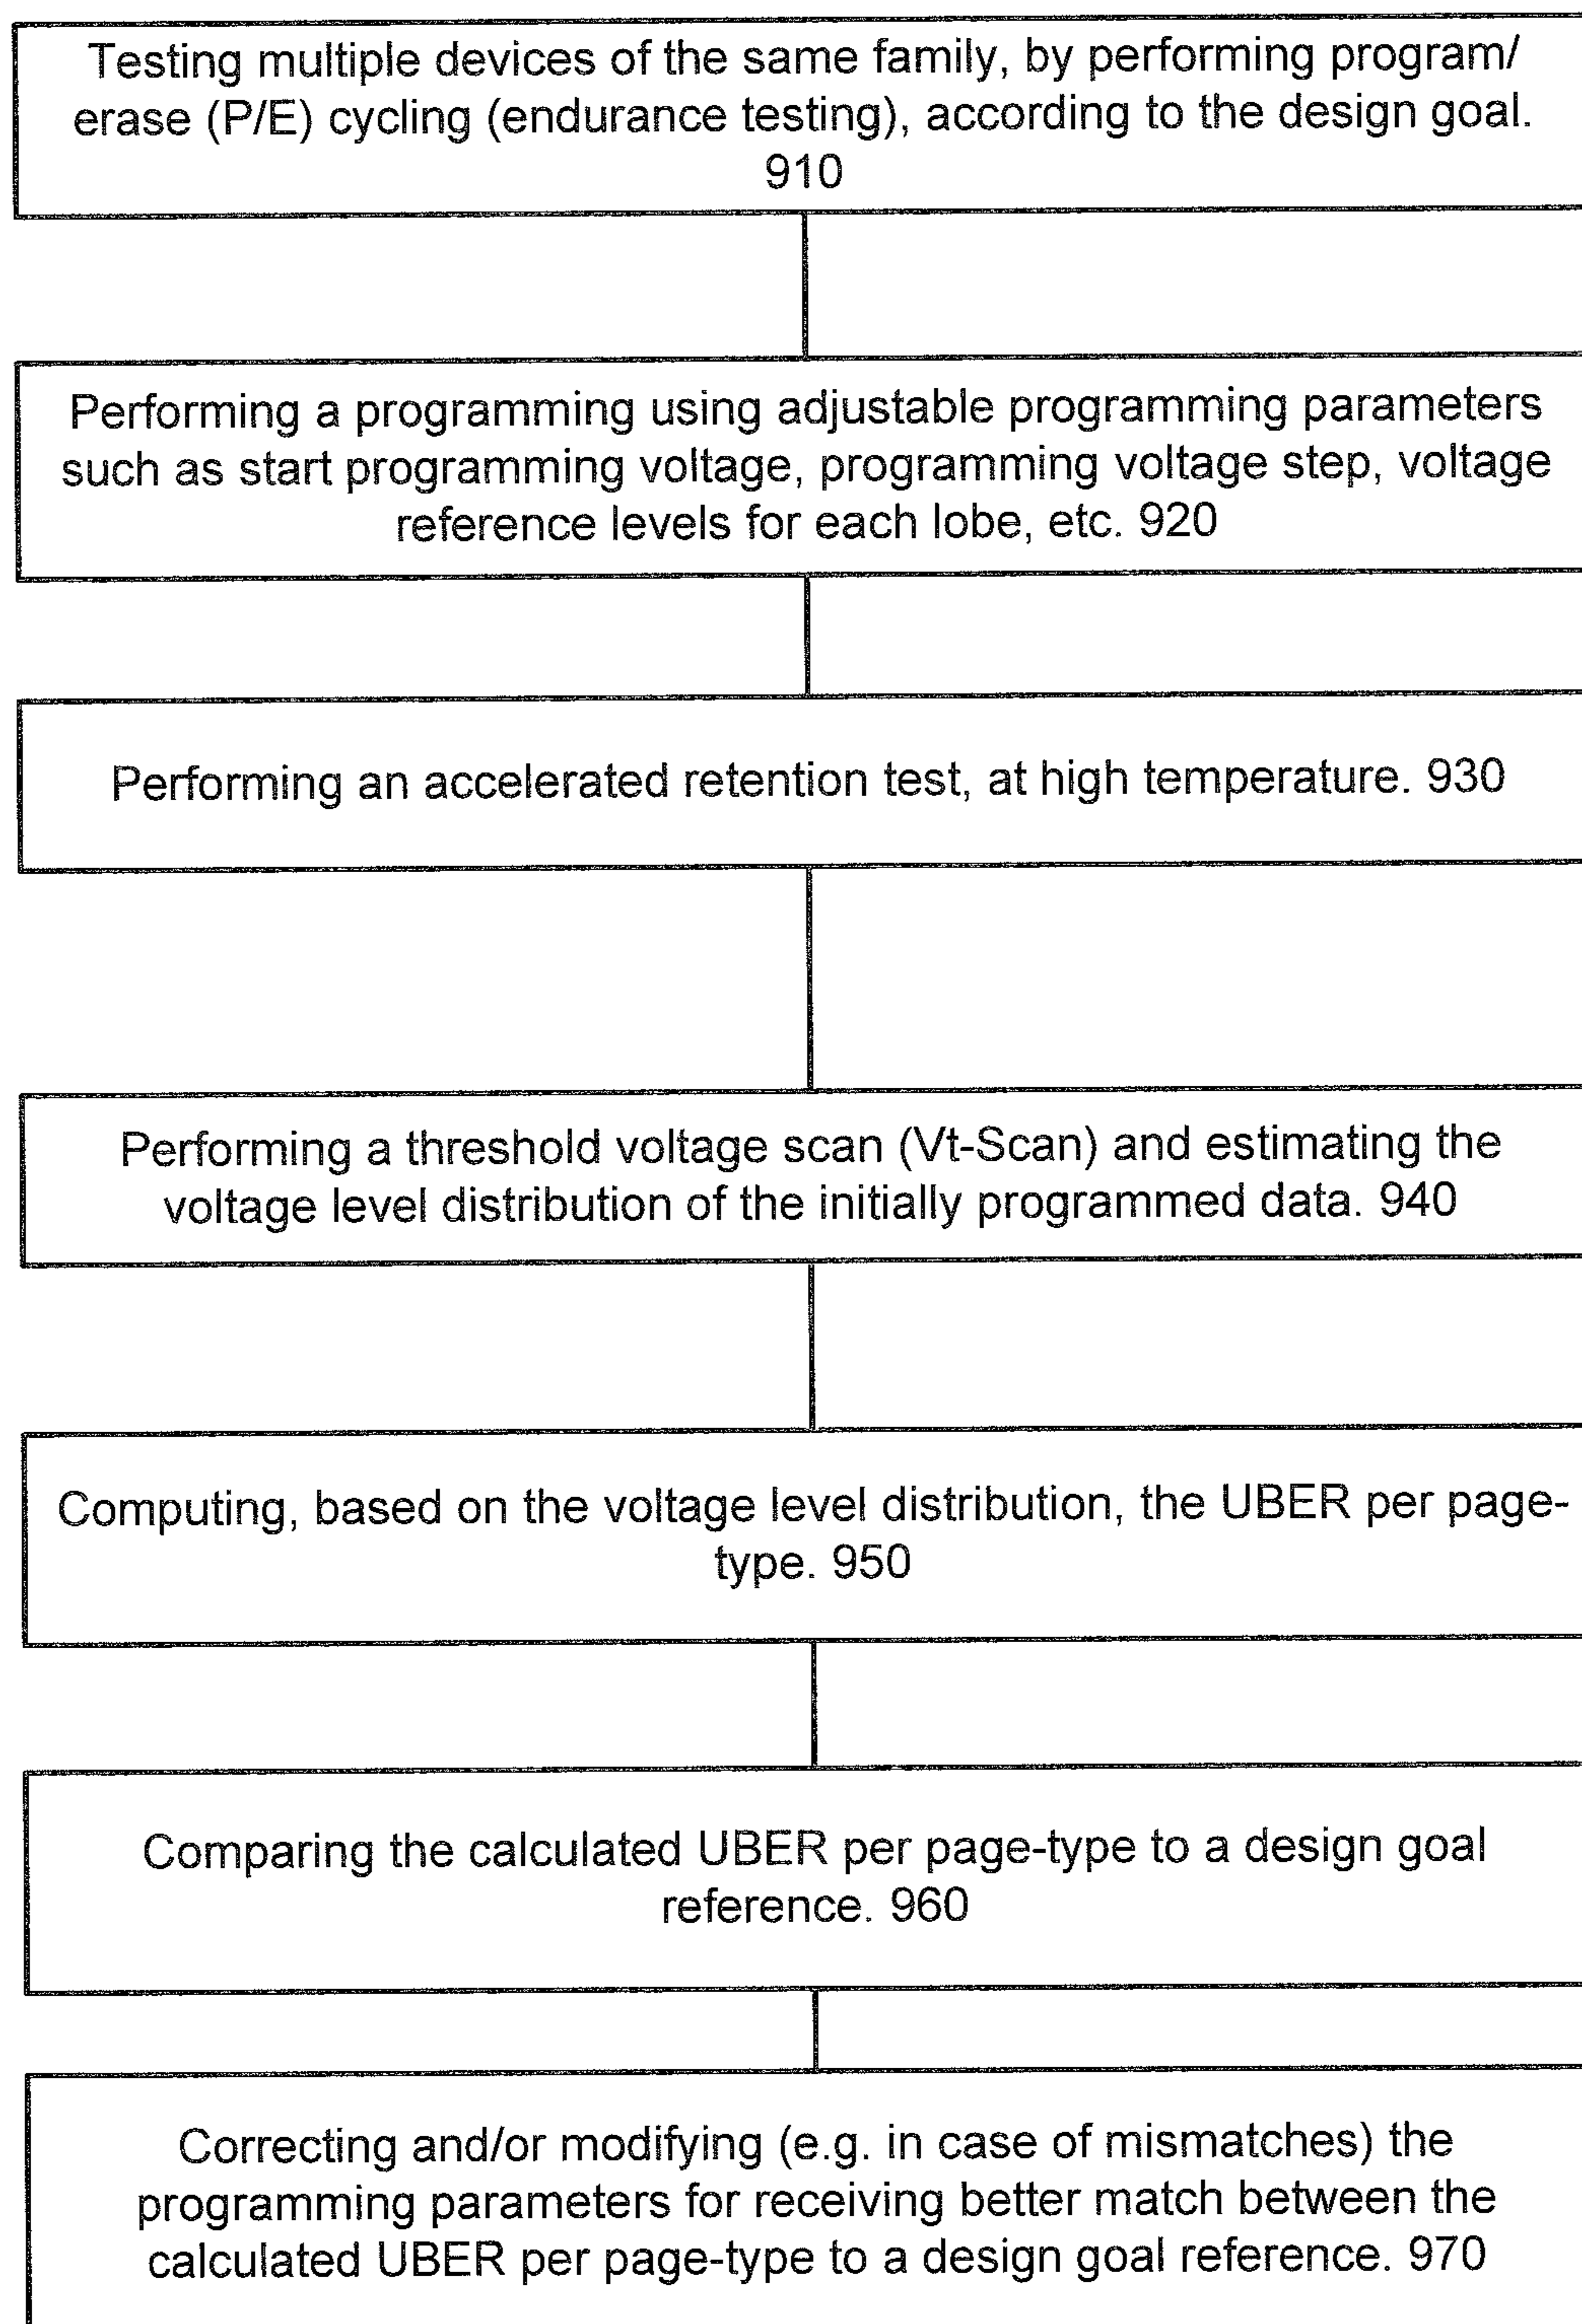 Testing multiple devices of the same family, by performing program/
erase (P/E) cycling (endurance testing), according to the design goal.
910
Performing a programming using adjustable programming parameters
such as start programming voltage, programming voltage step, voltage
reference levels for each lobe, etc. 920
Performing an accelerated retention test, at high temperature. 930
Performing a threshold voltage scan (Vt-Scan) and estimating the
voltage level distribution of the initially programmed data. 940
Computing, based on the voltage level distribution, the UBER per page-
type. 950
Comparing the calculated UBER per page-type to a design goal
reference. 960
Correcting and/or modifying (e.g. in case of mismatches) the
programming parameters for receiving better match between the
calculated UBER per page-type to a design goal reference. 970